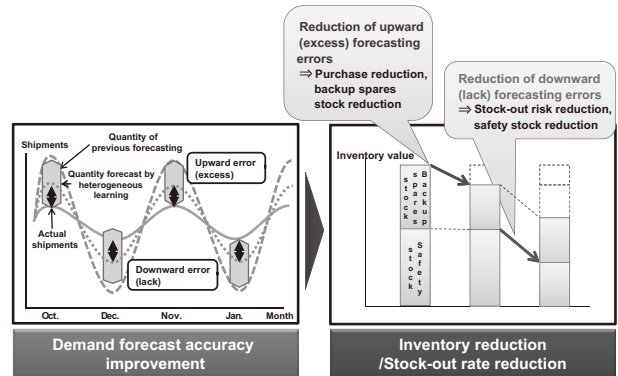 Reduction of upward
(excess) forecasting
errors
⇒ Purchase reduction,
backup spares
stock reduction
Reduction of downward
(lack) forecasting errors
⇒ Stock-out risk reduction,
safety stock reduction
Shipments
Quantity of
previous forecasting
Quantity forecast by
heterogeneous
learning
Upward error
(excess)
Actual
shipments
Downward error
(lack)
Oct.
Dec.
Nov.
Jan.
Month
Inventory value
Backup
spares
stock
Safety
stock
Demand forecast accuracy
improvement
Inventory reduction
/Stock-out rate reduction